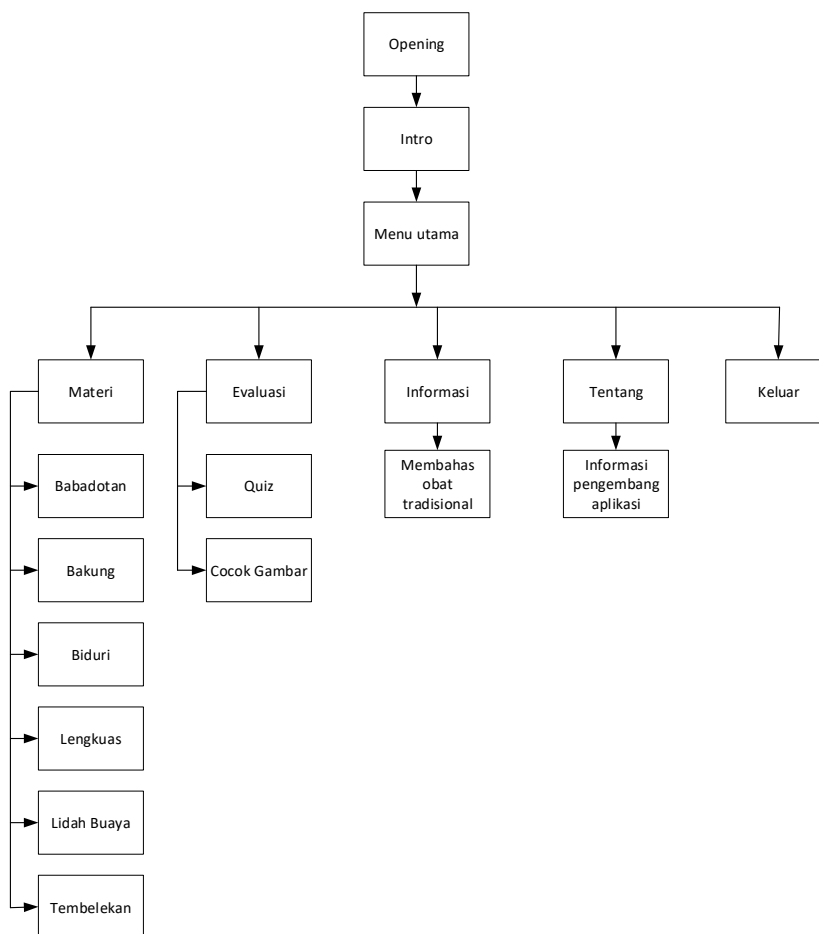 Opening
Intro
Menu utama
Materi
Evaluasi
Informasi
Tentang
Keluar
Babadotan
Quiz
Membahas
obat
tradisional
Informasi
pengembang
aplikasi
Bakung
Cocok Gambar
Biduri
Lengkuas
Lidah Buaya
Tembelekan